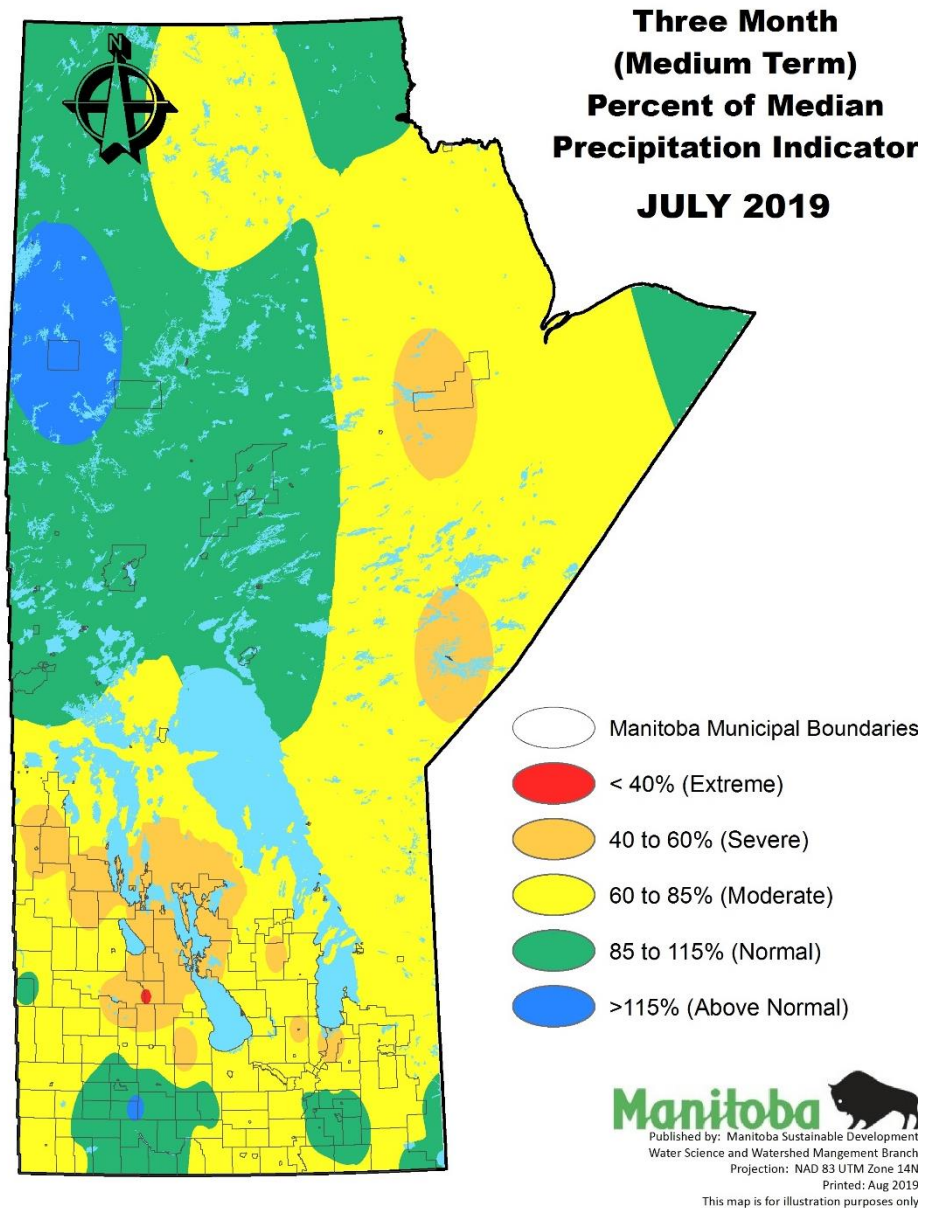 Three Month
(Medium Term)
Percent of Median
Precipitation Indicator
JULY 2019
N
Manitoba Municipal Boundaries
< 40% (Extreme)
40 to 60% (Severe)
60 to 85% (Moderate)
85 to 115% (Normal)
>115% (Above Normal)
Manitoba
Published by: Manitoba Sustainable Development
Water Science and Watershed Mangement Branch
Projection: NAD 83 UTM Zone 14N
Printed: Aug 2019
This map is for illustration purposes only